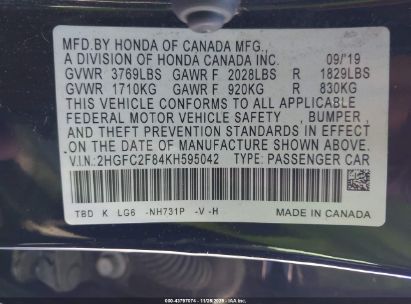 MFD.BY HONDA OF CANADA MFG.,
A DIVISION OF HONDA CANADA INC. 09/'19
GVWR 3769LBS GAWR F 2028LBS R 1829LBS
GVWR 1710KG GAWR F 920KG R 830KG
THIS VEHICLE CONFORMS TO ALL APPLICABLE
FEDERAL MOTOR VEHICLE SAFETY , BUMPER ,
AND THEFT PREVENTION STANDARDS IN EFFECT
ON THE DATE OF MANUFACTURE SHOWN ABOVE.
V.I.N:2HGFC2F84KH595042 TYPE: PASSENGER CAR
TBD K LG6 -NH731P -V -H MADE IN CANADA